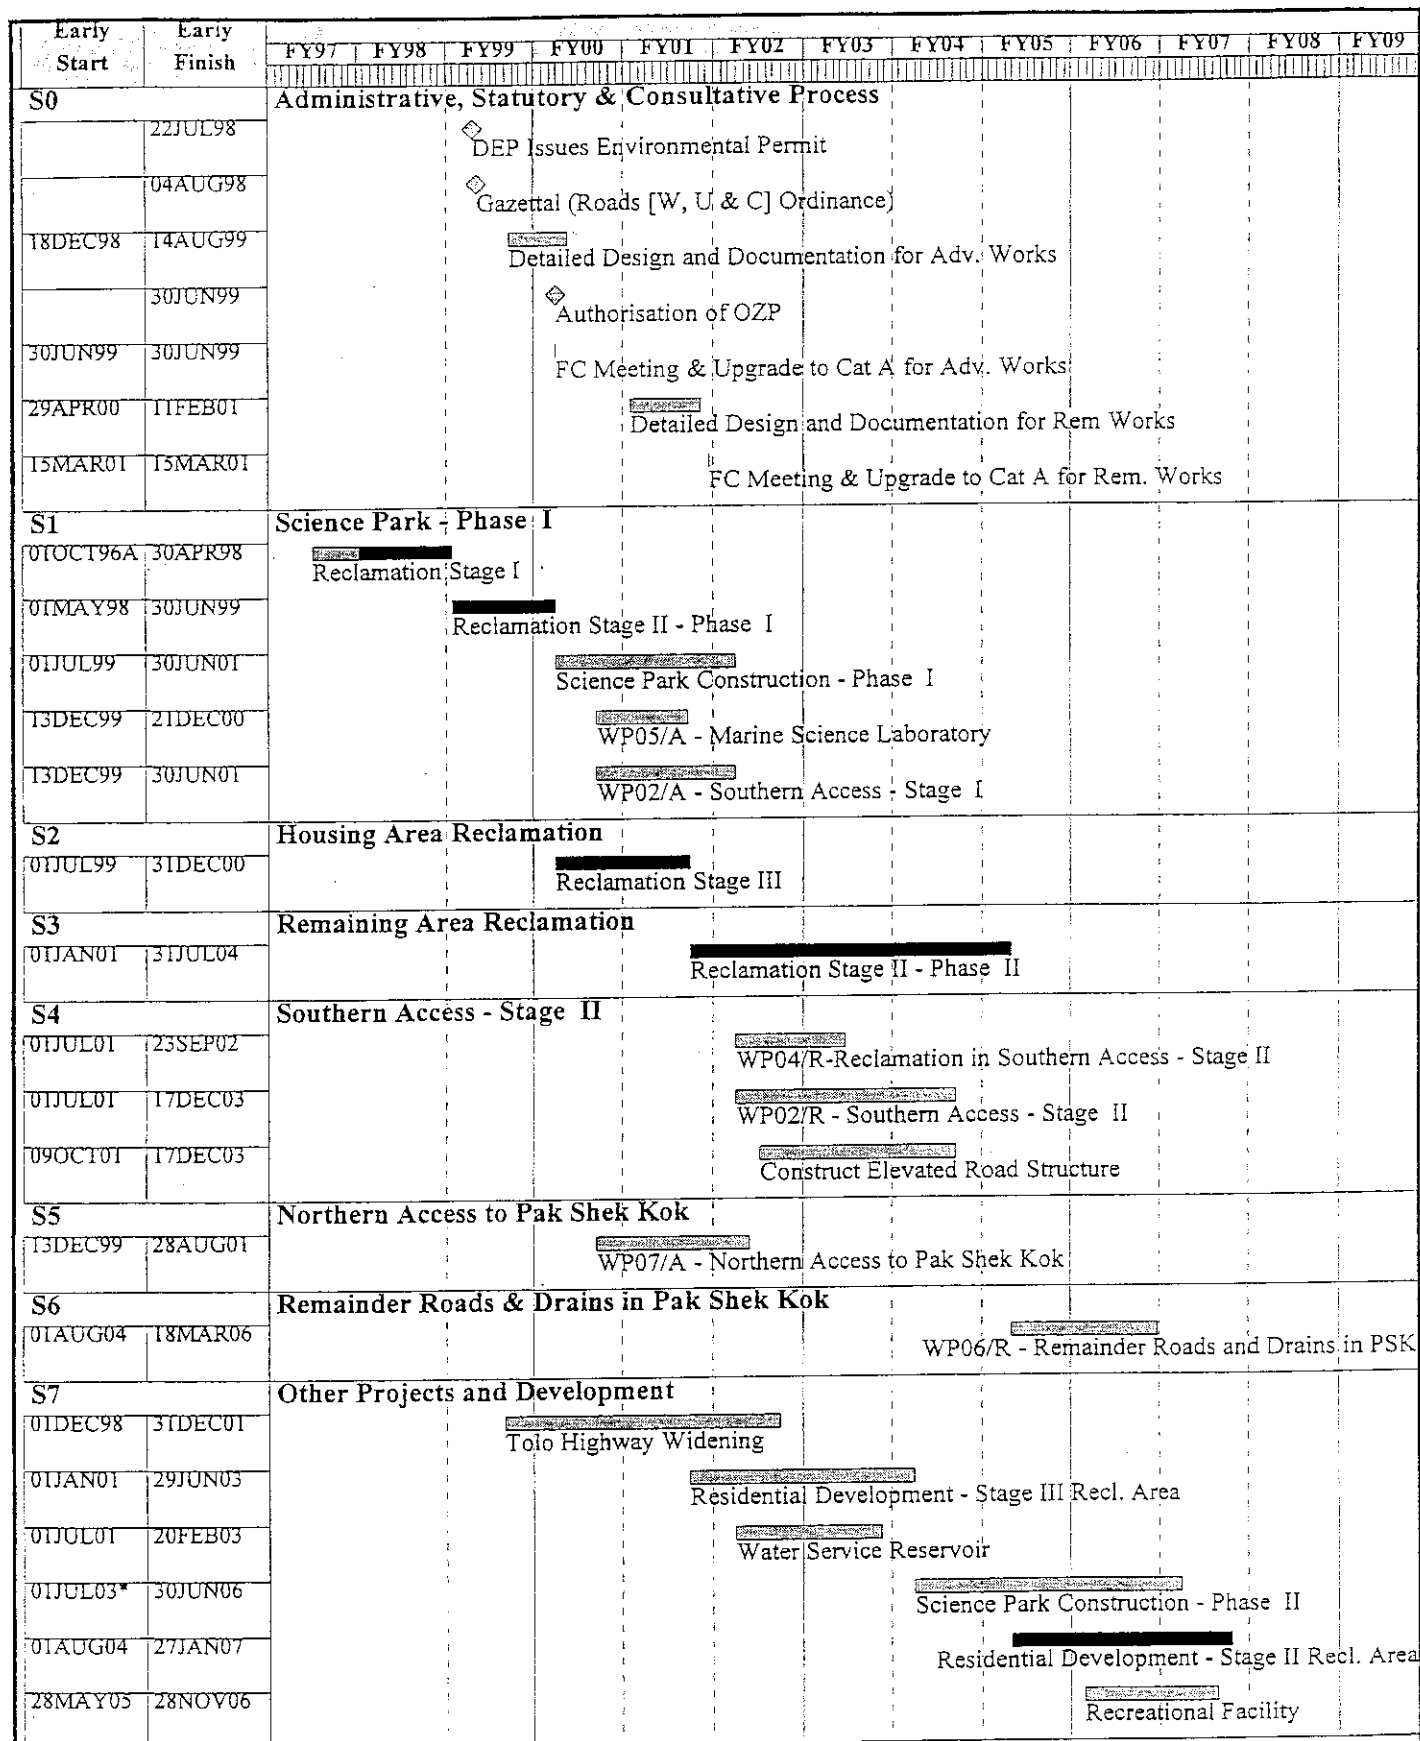 Early Start Early Finish FY97 FY98 FY99 FY00 FY01 FY02 FY03 FY04 FY05 FY06 FY07 FY08 FY09
S0 Administrative, Statutory & Consultative Process
22JUL98 DEP Issues Environmental Permit
04AUG98 Gazettal (Roads [W, U & C] Ordinance)
18DEC98 14AUG99 Detailed Design and Documentation for Adv. Works
30JUN99 Authorisation of OZP
30JUN99 30JUN99 FC Meeting & Upgrade to Cat A for Adv. Works
29APR00 11FEB01 Detailed Design and Documentation for Rem Works
15MAR01 15MAR01 FC Meeting & Upgrade to Cat A for Rem. Works
S1 Science Park - Phase I
01OCT96A 30APR98 Reclamation Stage I
01MAY98 30JUN99 Reclamation Stage II - Phase I
01JUL99 30JUN01 Science Park Construction - Phase I
13DEC99 21DEC00 WP05/A - Marine Science Laboratory
13DEC99 30JUN01 WP02/A - Southern Access - Stage I
S2 Housing Area Reclamation
01JUL99 31DEC00 Reclamation Stage III
S3 Remaining Area Reclamation
01JAN01 31JUL04 Reclamation Stage II - Phase II
S4 Southern Access - Stage II
01JUL01 23SEP02 WP04/R-Reclamation in Southern Access - Stage II
01JUL01 17DEC03 WP02/R - Southern Access - Stage II
09OCT01 17DEC03 Construct Elevated Road Structure
S5 Northern Access to Pak Shek Kok
13DEC99 28AUG01 WP07/A - Northern Access to Pak Shek Kok
S6 Remainder Roads & Drains in Pak Shek Kok
01AUG04 18MAR06 WP06/R - Remainder Roads and Drains in PSK
S7 Other Projects and Development
01DEC98 31DEC01 Tolo Highway Widening
01JAN01 29JUN03 Residential Development - Stage III Recl. Area
01JUL01 20FEB03 Water Service Reservoir
01JUL03* 30JUN06 Science Park Construction - Phase II
01AUG04 27JAN07 Residential Development - Stage II Recl. Area
28MAY05 28NOV06 Recreational Facility